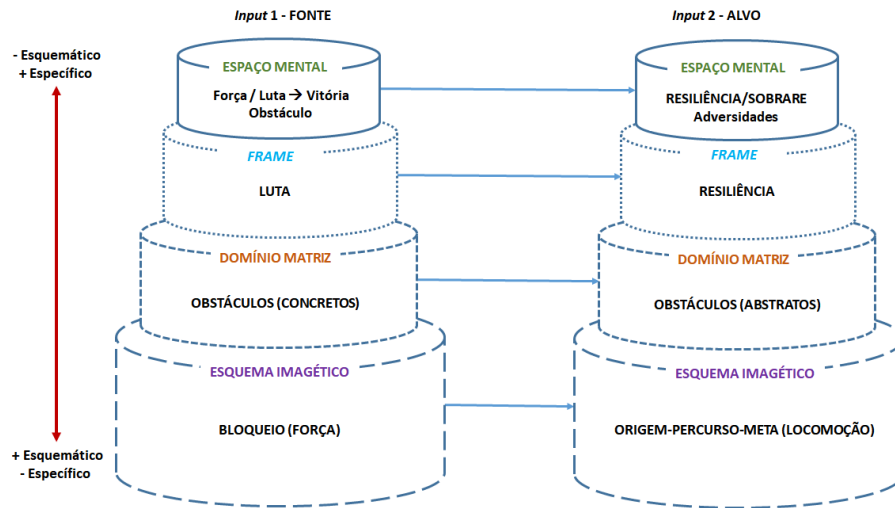 Input 1 - FONTE
Input 2 - ALVO
- Esquemático
+ Específico
ESPAÇO MENTAL
Força / Luta → Vitória
Obstáculo
ESPAÇO MENTAL
RESILIÊNCIA/SOBRARE
Adversidades
FRAME
LUTA
FRAME
RESILIÊNCIA
DOMÍNIO MATRIZ
OBSTÁCULOS (CONCRETOS)
DOMÍNIO MATRIZ
OBSTÁCULOS (ABSTRATOS)
ESQUEMA IMAGÉTICO
BLOQUEIO (FORÇA)
ESQUEMA IMAGÉTICO
ORIGEM-PERCURSO-META (LOCOMOÇÃO)
+ Esquemático
- Específico